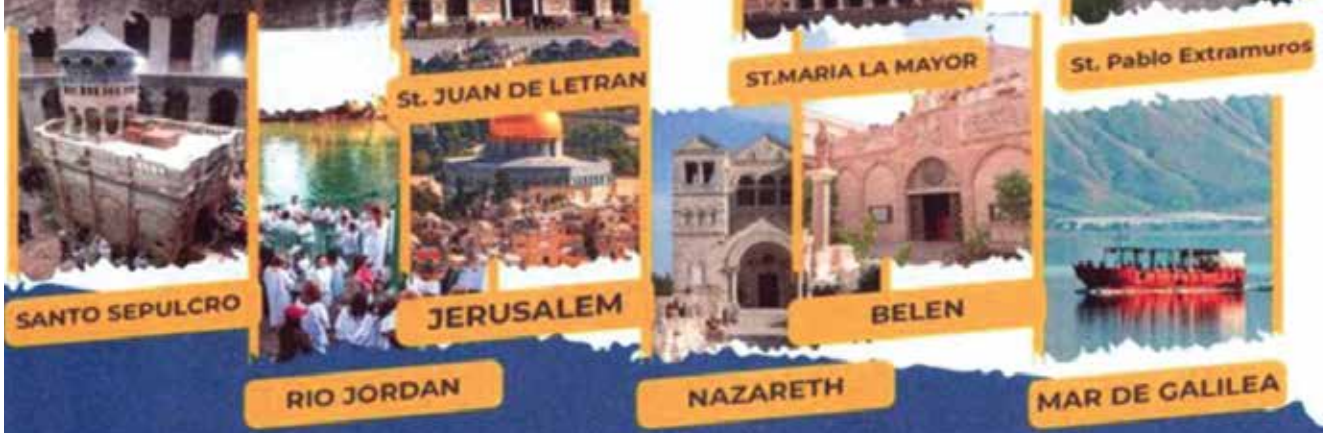 St. JUAN DE LETRAN
ST.MARIA LA MAYOR
St. Pablo Extramuros
SANTO SEPULCRO
JERUSALEM
BELEN
RIO JORDAN
NAZARETH
MAR DE GALILEA